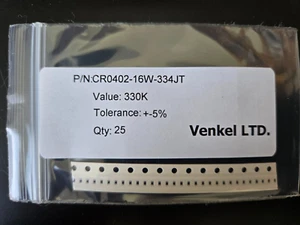 P/N:CR0402-16W-334JT
Value: 330K
Tolerance: +-5%
Qty: 25
Venkel LTD.